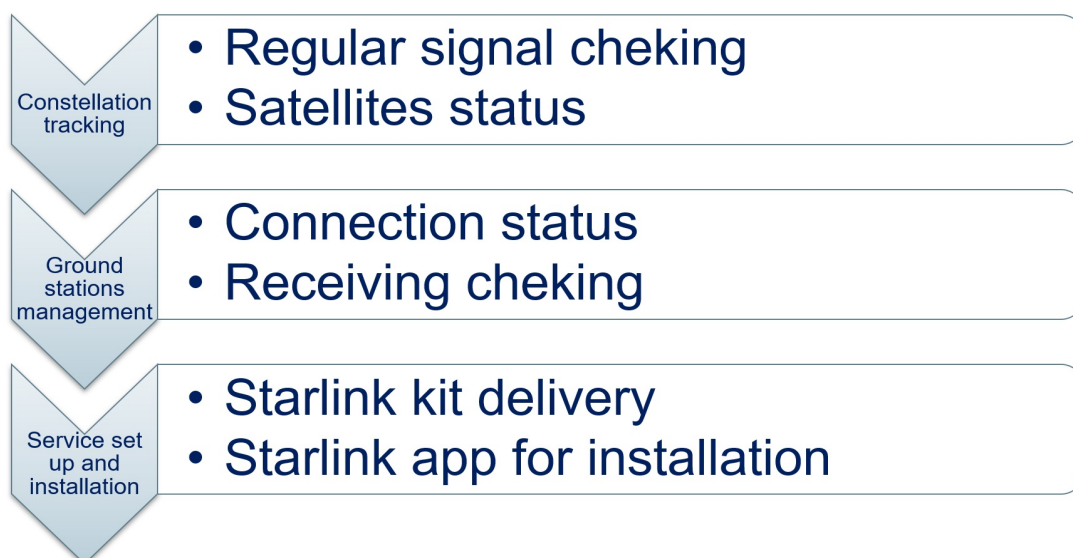 Constellation
tracking
• Regular signal cheking
• Satellites status
Ground
stations
management
• Connection status
• Receiving cheking
Service set
up and
installation
• Starlink kit delivery
• Starlink app for installation